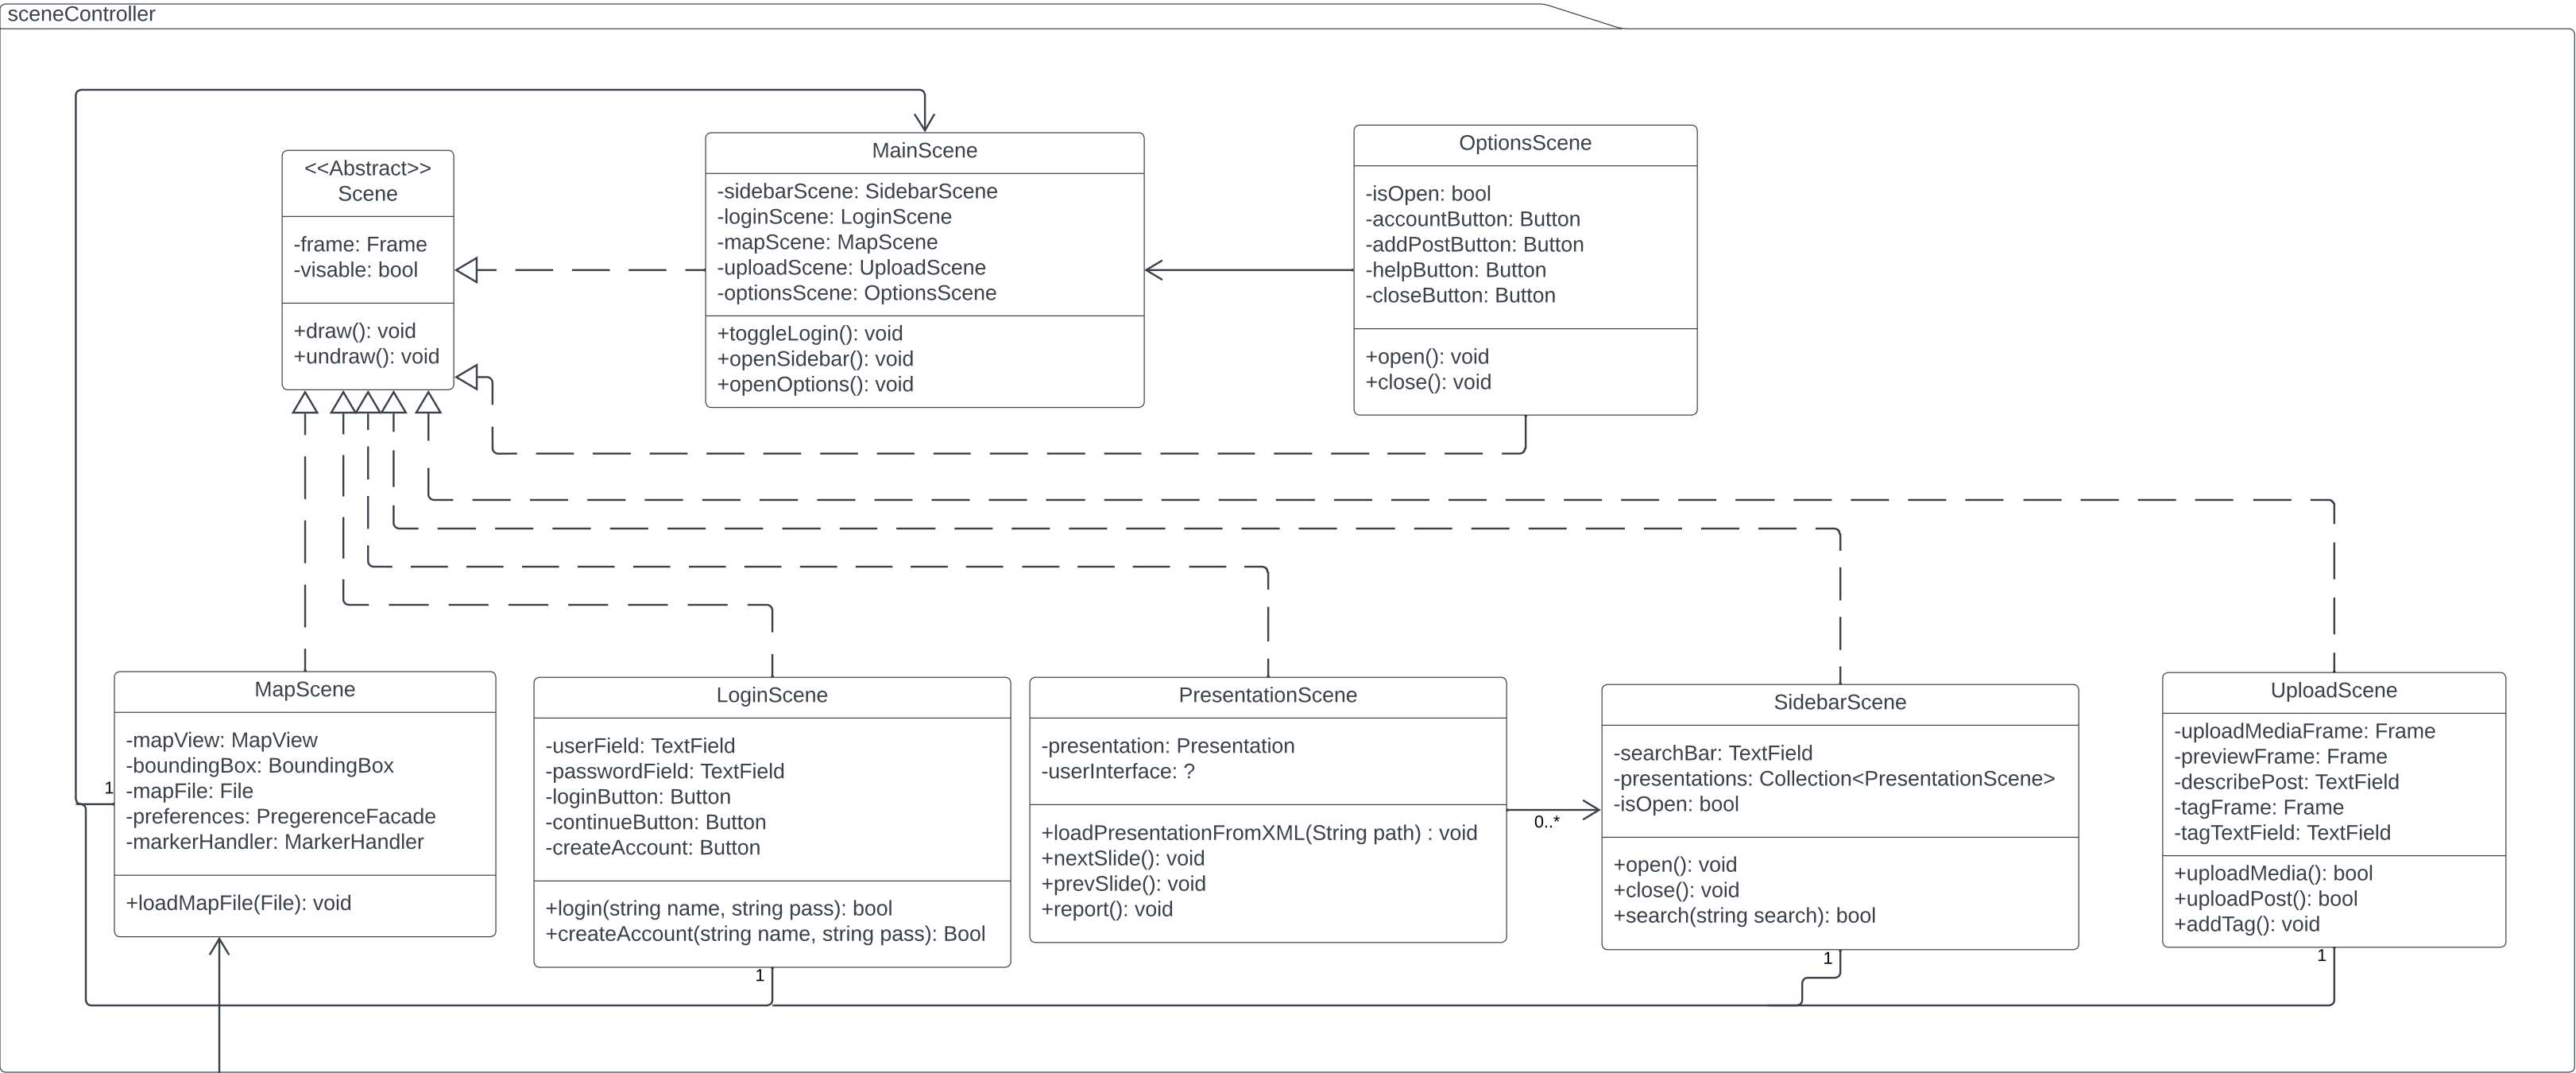 sceneController
<<Abstract>>
Scene
-frame: Frame
-visable: bool
+draw(): void
+undraw(): void
MainScene
-sidebarScene: SidebarScene
-loginScene: LoginScene
-mapScene: MapScene
-uploadScene: UploadScene
-optionsScene: OptionsScene
+toggleLogin(): void
+openSidebar(): void
+openOptions(): void
OptionsScene
-isOpen: bool
-accountButton: Button
-addPostButton: Button
-helpButton: Button
-closeButton: Button
+open(): void
+close(): void
MapScene
-mapView: MapView
-boundingBox: BoundingBox
-mapFile: File
-preferences: PregerenceFacade
-markerHandler: MarkerHandler
+loadMapFile(File): void
1
LoginScene
-userField: TextField
-passwordField: TextField
-loginButton: Button
-continueButton: Button
-createAccount: Button
+login(string name, string pass): bool
+createAccount(string name, string pass): Bool
1
PresentationScene
-presentation: Presentation
-userInterface: ?
+loadPresentationFromXML(String path) : void
+nextSlide(): void
+prevSlide(): void
+report(): void
0..*
SidebarScene
-searchBar: TextField
-presentations: Collection<PresentationScene>
-isOpen: bool
+open(): void
+close(): void
+search(string search): bool
1
UploadScene
-uploadMediaFrame: Frame
-previewFrame: Frame
-describePost: TextField
-tagFrame: Frame
-tagTextField: TextField
+uploadMedia(): bool
+uploadPost(): bool
+addTag(): void
1